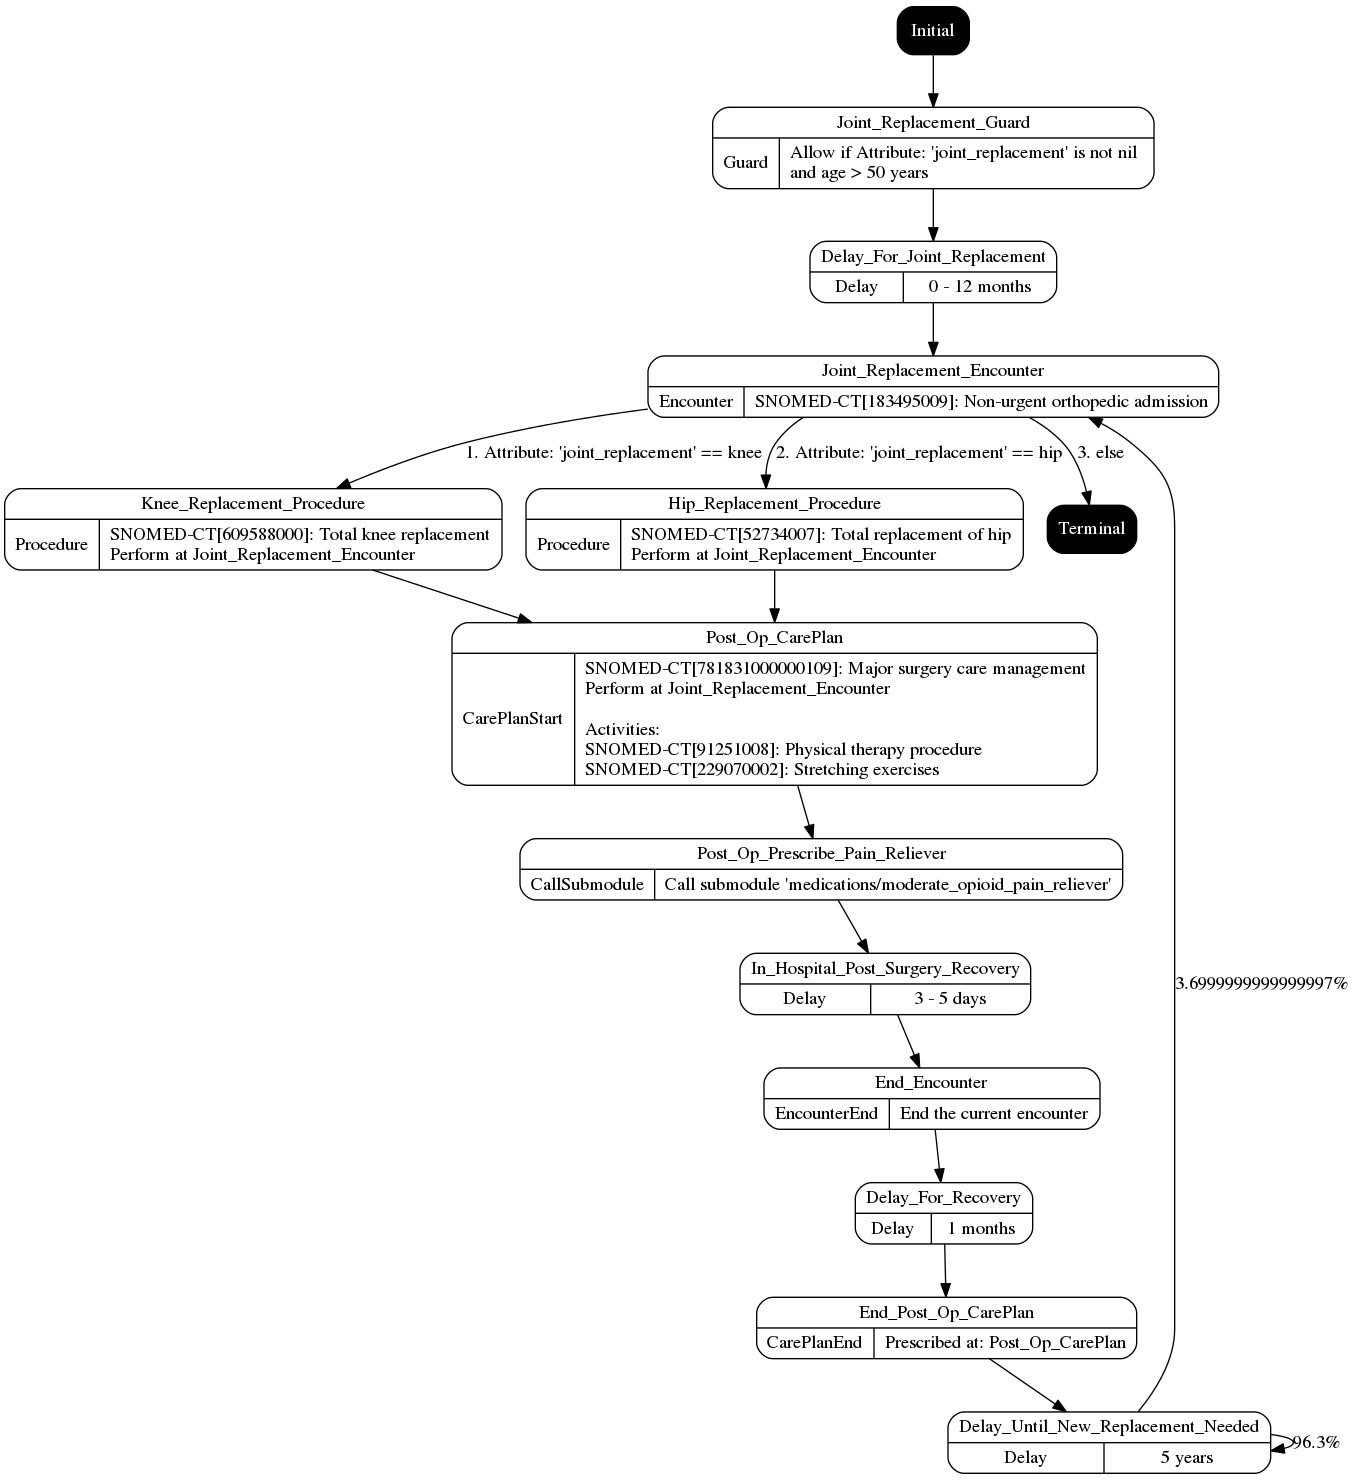 Initial
Joint_Replacement_Guard
Guard
Allow if Attribute: 'joint_replacement' is not nil
and age > 50 years
Delay_For_Joint_Replacement
Delay
0 - 12 months
Joint_Replacement_Encounter
Encounter
SNOMED-CT[183495009]: Non-urgent orthopedic admission
1. Attribute: 'joint_replacement' == knee
2. Attribute: 'joint_replacement' == hip
3. else
Knee_Replacement_Procedure
Procedure
SNOMED-CT[609588000]: Total knee replacement
Perform at Joint_Replacement_Encounter
Hip_Replacement_Procedure
Procedure
SNOMED-CT[52734007]: Total replacement of hip
Perform at Joint_Replacement_Encounter
Terminal
Post_Op_CarePlan
CarePlanStart
SNOMED-CT[781831000000109]: Major surgery care management
Perform at Joint_Replacement_Encounter
Activities:
SNOMED-CT[91251008]: Physical therapy procedure
SNOMED-CT[229070002]: Stretching exercises
Post_Op_Prescribe_Pain_Reliever
CallSubmodule
Call submodule 'medications/moderate_opioid_pain_reliever'
In_Hospital_Post_Surgery_Recovery
Delay
3 - 5 days
3.6999999999999997%
End_Encounter
EncounterEnd
End the current encounter
Delay_For_Recovery
Delay
1 months
End_Post_Op_CarePlan
CarePlanEnd
Prescribed at: Post_Op_CarePlan
Delay_Until_New_Replacement_Needed
Delay
5 years
96.3%